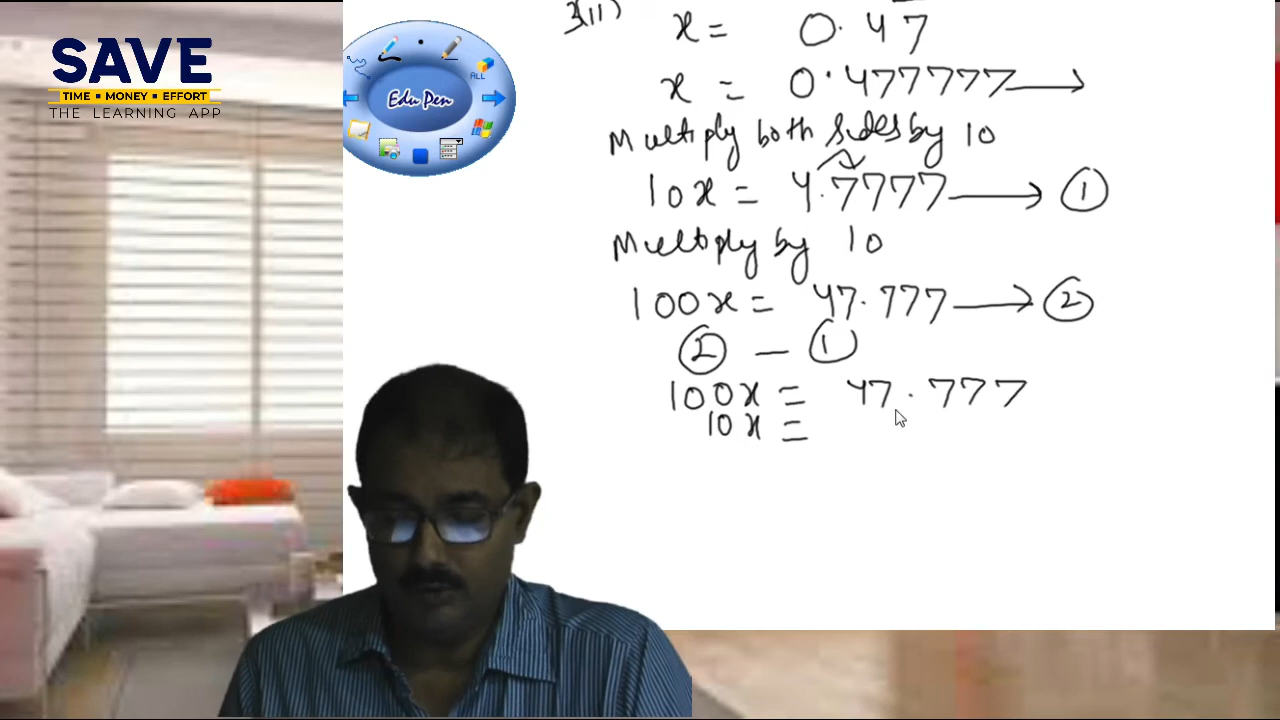 SAVE
TIME ▪ MONEY ▪ EFFORT
THE LEARNING APP
ALL
Edu Pen
3(ii) x = 0.47
x = 0.477777 →
Multiply both sides by 10
10x = 4.7777 → ①
Multiply by 10
100x = 47.777 → ②
② – ①
100x = 47.777
10x =